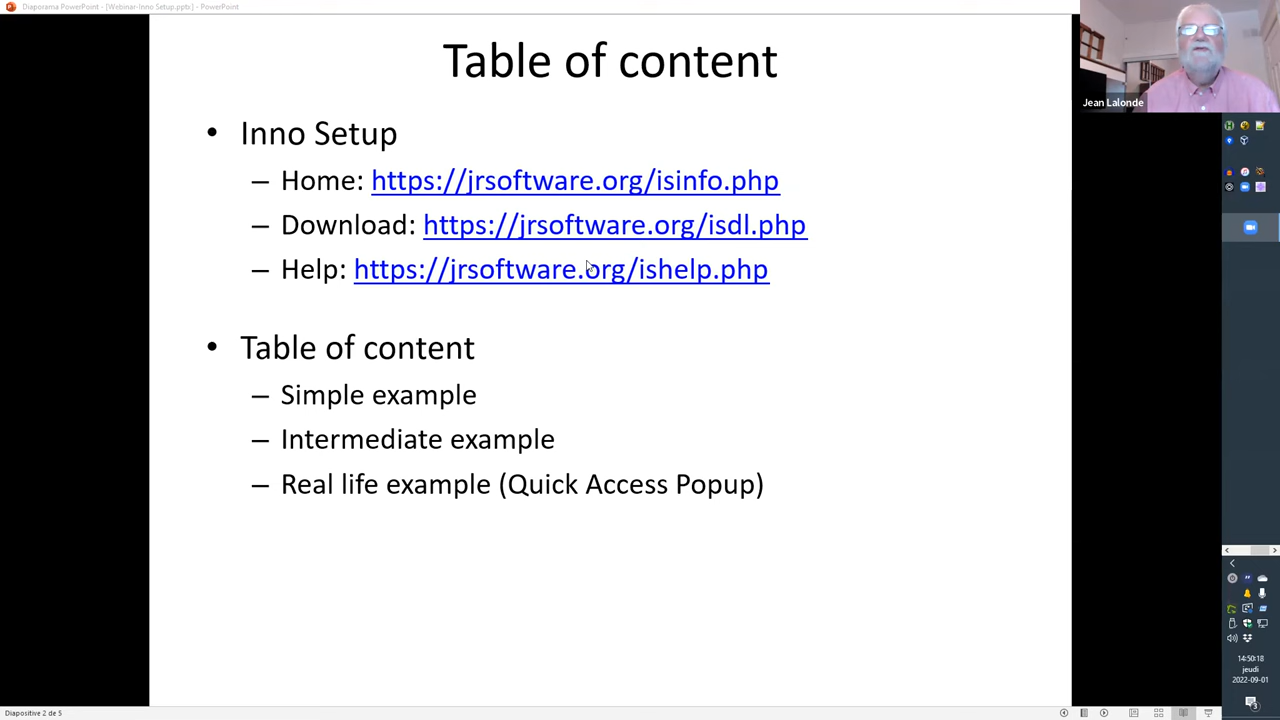 Diaporama PowerPoint - [Webinar-Inno Setup.pptx] - PowerPoint
Table of content
Jean Lalonde
• Inno Setup
– Home: https://jrsoftware.org/isinfo.php
– Download: https://jrsoftware.org/isdl.php
– Help: https://jrsoftware.org/ishelp.php
• Table of content
– Simple example
– Intermediate example
– Real life example (Quick Access Popup)
14:50:18
jeudi
2022-09-01
Diapositive 2 de 5